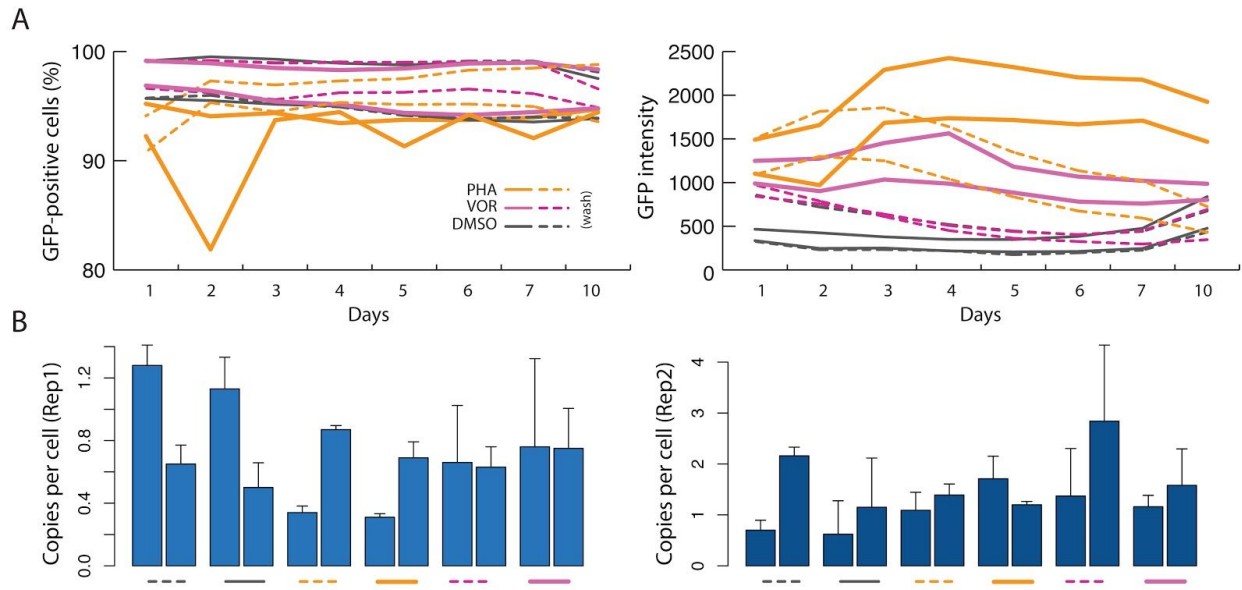 A
GFP-positive cells (%)
100
90
80
1 2 3 4 5 6 7 10
Days
PHA
VOR
DMSO
(wash)
GFP intensity
2500
2000
1500
1000
500
0
1 2 3 4 5 6 7 10
Days
B
Copies per cell (Rep1)
1.2
0.8
0.4
0.0
Copies per cell (Rep2)
4
3
2
1
0